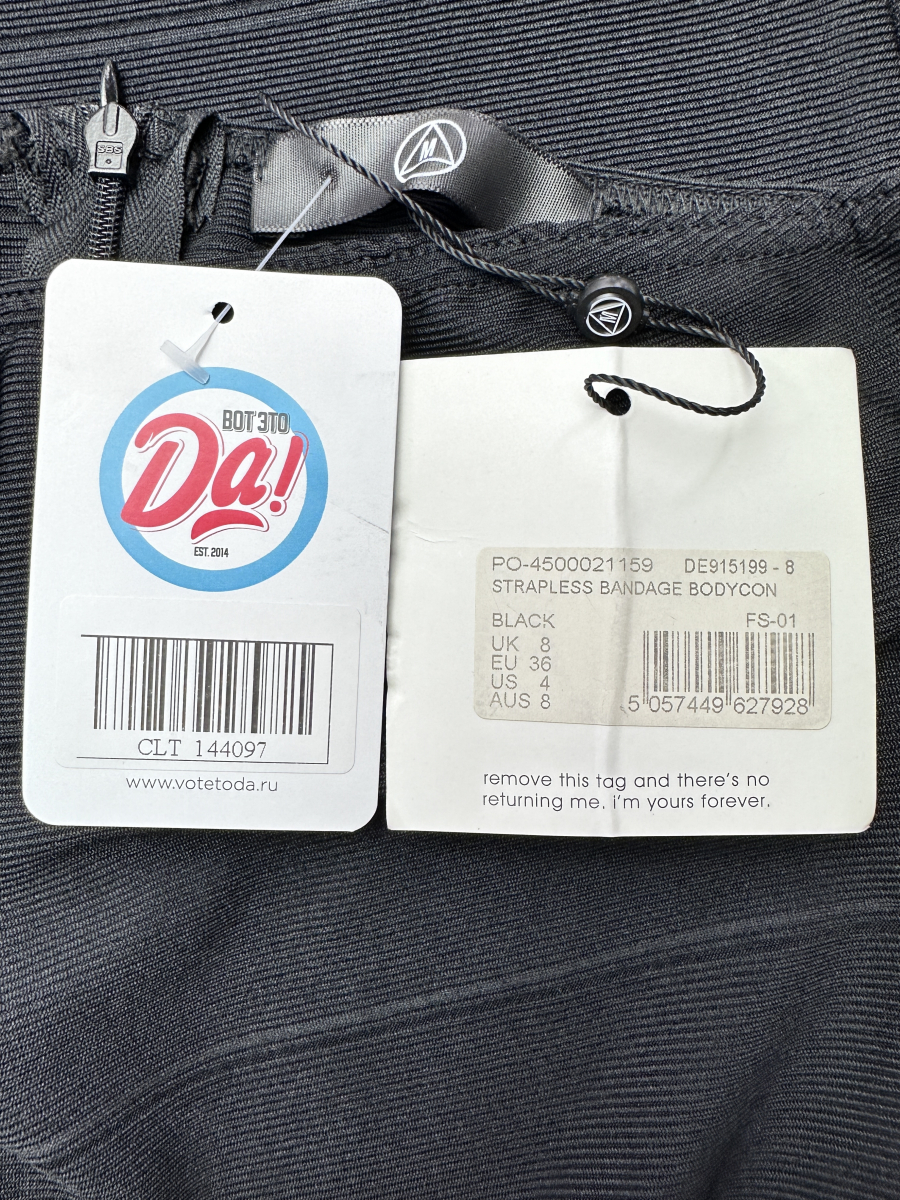 SBS
M
M
ВОТ ЭТО
Да!
EST. 2014
CLT 144097
www.votetoda.ru
PO-4500021159 DE915199 - 8
STRAPLESS BANDAGE BODYCON
BLACK FS-01
UK 8
EU 36
US 4
AUS 8
5 057449 627928
remove this tag and there's no
returning me, i'm yours forever.